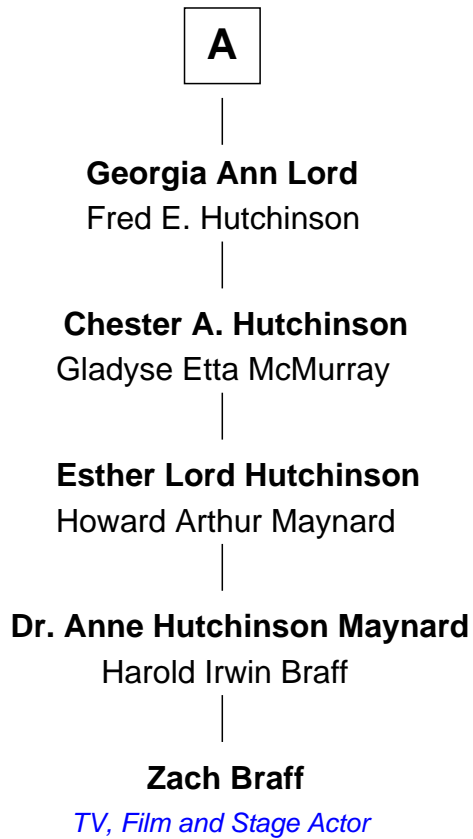 A
Georgia Ann Lord
Fred E. Hutchinson
Chester A. Hutchinson
Gladyse Etta McMurray
Esther Lord Hutchinson
Howard Arthur Maynard
Dr. Anne Hutchinson Maynard
Harold Irwin Braff
Zach Braff
TV, Film and Stage Actor